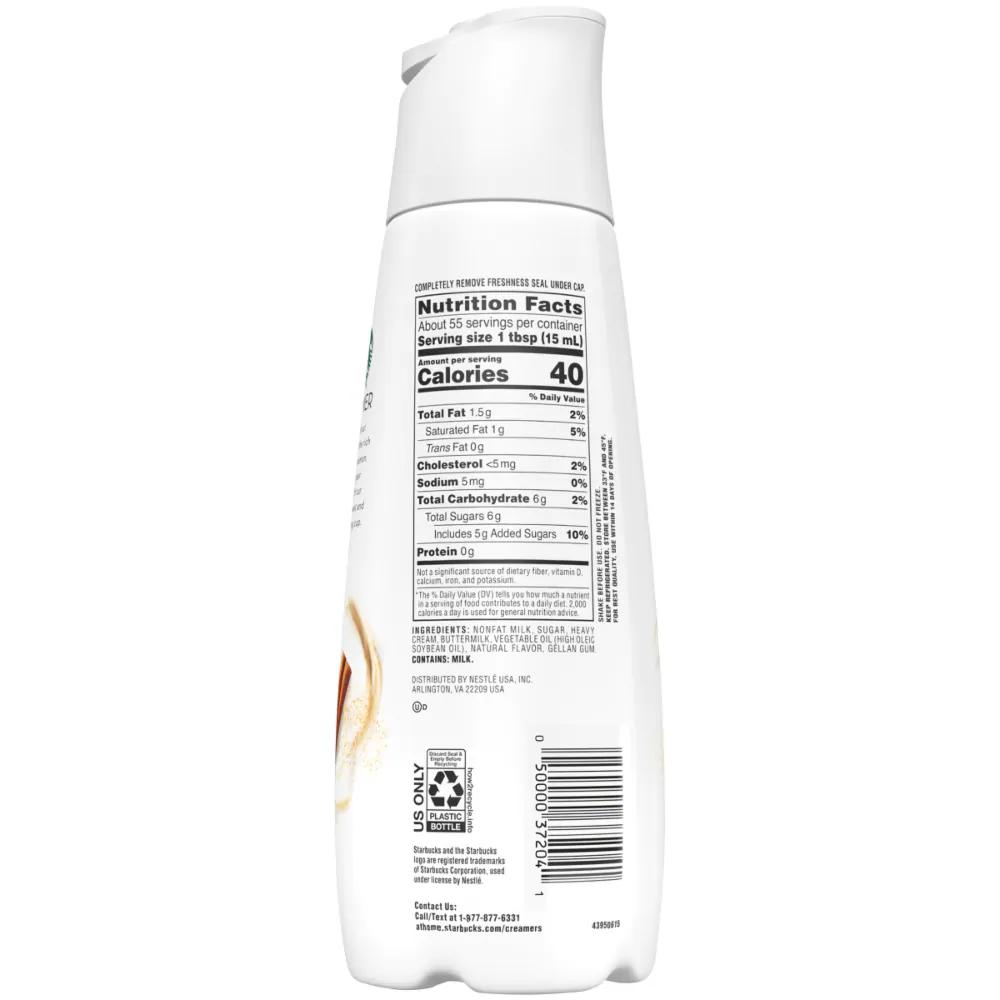 COMPLETELY REMOVE FRESHNESS SEAL UNDER CAP.
Nutrition Facts
About 55 servings per container
Serving size 1 tbsp (15 mL)
Amount per serving
Calories 40
% Daily Value
Total Fat 1.5g 2%
Saturated Fat 1g 5%
Trans Fat 0g
Cholesterol <5mg 2%
Sodium 5mg 0%
Total Carbohydrate 6g 2%
Total Sugars 6g
Includes 5g Added Sugars 10%
Protein 0g
Not a significant source of dietary fiber, vitamin D,
calcium, iron, and potassium.
*The % Daily Value (DV) tells you how much a nutrient
in a serving of food contributes to a daily diet. 2,000
calories a day is used for general nutrition advice.
SHAKE BEFORE USE. DO NOT FREEZE.
KEEP REFRIGERATED. STORE BETWEEN 33°F AND 45°F.
FOR BEST QUALITY, USE WITHIN 14 DAYS OF OPENING.
INGREDIENTS: NONFAT MILK, SUGAR, HEAVY
CREAM, BUTTERMILK, VEGETABLE OIL (HIGH OLEIC
SOYBEAN OIL), NATURAL FLAVOR, GELLAN GUM.
CONTAINS: MILK.
DISTRIBUTED BY NESTLÉ USA, INC.
ARLINGTON, VA 22209 USA
U D
US ONLY
Discard Seal &
Empty Before
Recycling
PLASTIC
BOTTLE
how2recycle.info
0 50000 37204 1
Starbucks and the Starbucks
logo are registered trademarks
of Starbucks Corporation, used
under license by Nestlé.
Contact Us:
Call/Text at 1-977-877-6331
athome.starbucks.com/creamers
43950615